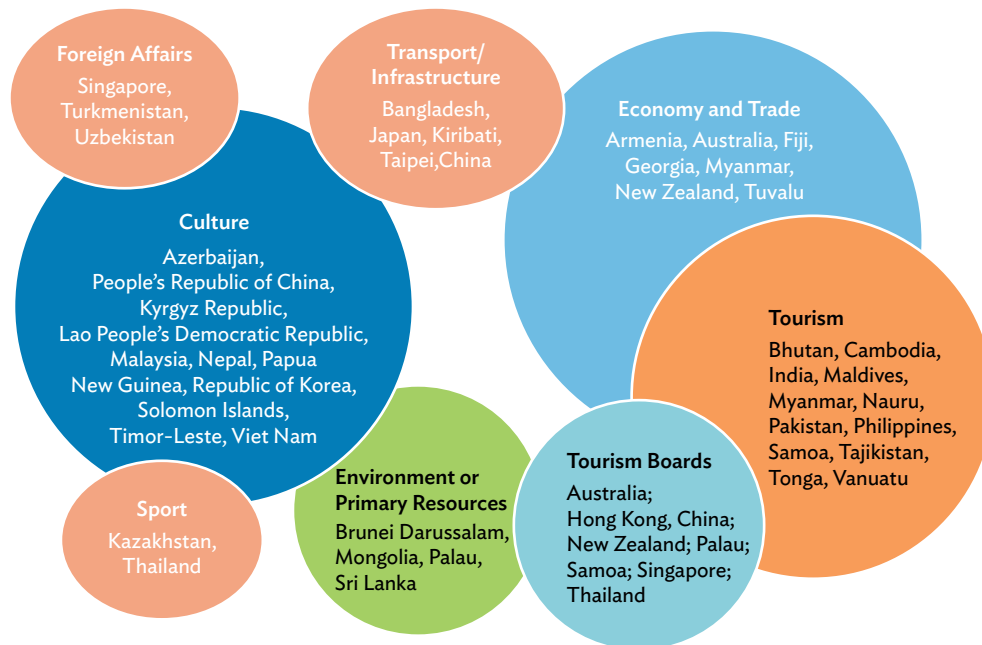 Foreign Affairs
Singapore,
Turkmenistan,
Uzbekistan
Transport/
Infrastructure
Bangladesh,
Japan, Kiribati,
Taipei,China
Economy and Trade
Armenia, Australia, Fiji,
Georgia, Myanmar,
New Zealand, Tuvalu
Culture
Azerbaijan,
People’s Republic of China,
Kyrgyz Republic,
Lao People’s Democratic Republic,
Malaysia, Nepal, Papua
New Guinea, Republic of Korea,
Solomon Islands,
Timor-Leste, Viet Nam
Tourism
Bhutan, Cambodia,
India, Maldives,
Myanmar, Nauru,
Pakistan, Philippines,
Samoa, Tajikistan,
Tonga, Vanuatu
Sport
Kazakhstan,
Thailand
Environment or
Primary Resources
Brunei Darussalam,
Mongolia, Palau,
Sri Lanka
Tourism Boards
Australia;
Hong Kong, China;
New Zealand; Palau;
Samoa; Singapore;
Thailand